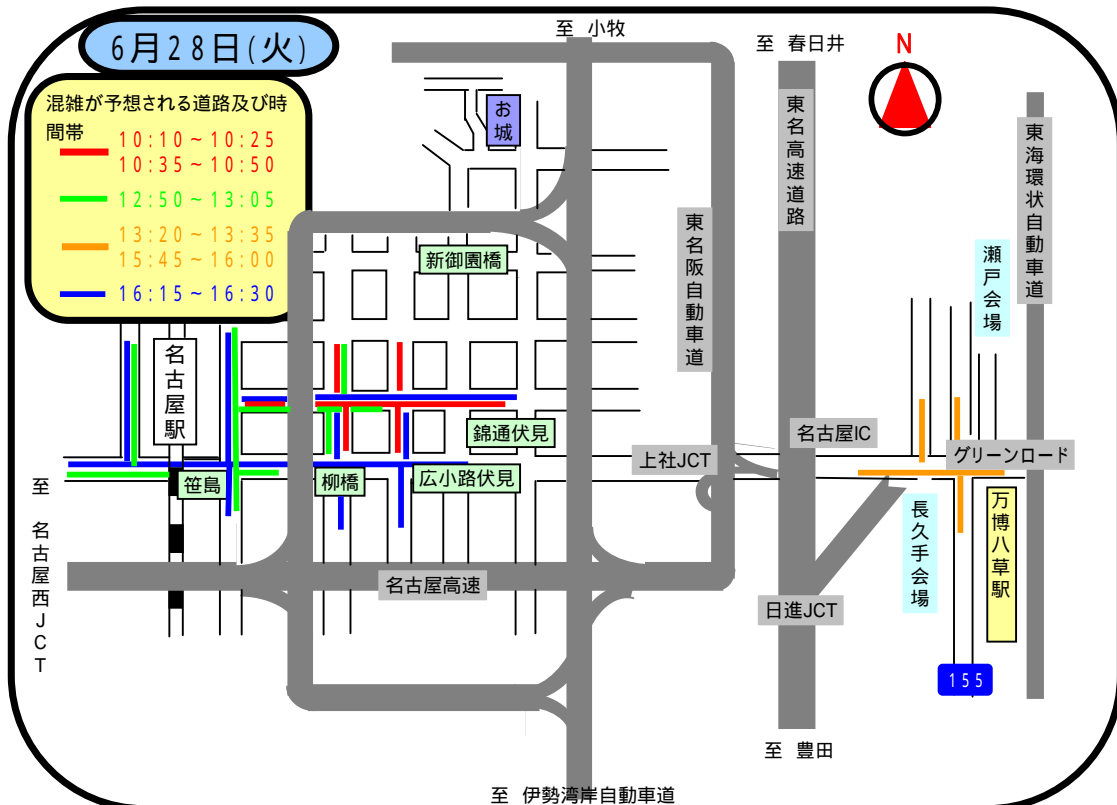 6月28日(火)
混雑が予想される道路及び時
間帯
10:10～10:25
10:35～10:50
12:50～13:05
13:20～13:35
15:45～16:00
16:15～16:30
至 小牧
至 春日井
N
お城
東名高速道路
東海環状自動車道
東名阪自動車道
新御園橋
瀬戸会場
名古屋駅
錦通伏見
名古屋IC
グリーンロード
上社JCT
笹島
柳橋
広小路伏見
至 名古屋西JCT
長久手会場
万博八草駅
名古屋高速
日進JCT
155
至 豊田
至 伊勢湾岸自動車道